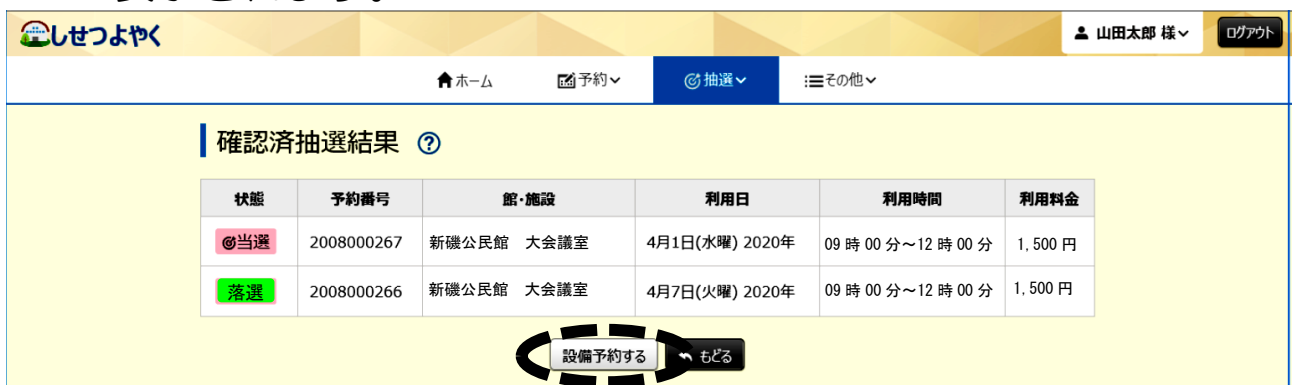 しせつよやく 山田太郎 様 ログアウト
ホーム 予約 抽選 その他
確認済抽選結果 ?
状態 予約番号 館・施設 利用日 利用時間 利用料金
当選 2008000267 新磯公民館 大会議室 4月1日(水曜) 2020年 09 時 00 分～12 時 00 分 1,500 円
落選 2008000266 新磯公民館 大会議室 4月7日(火曜) 2020年 09 時 00 分～12 時 00 分 1,500 円
設備予約する もどる